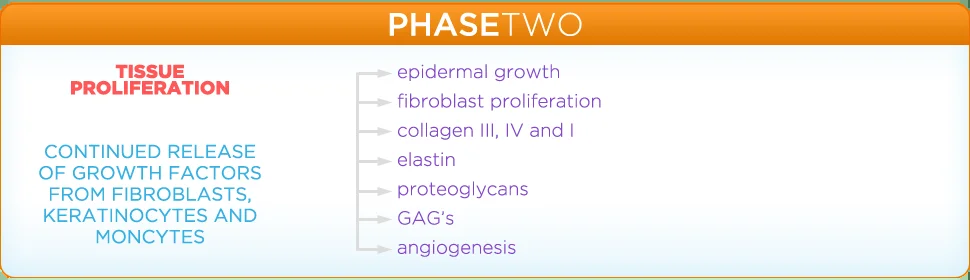 PHASETWO
TISSUE
PROLIFERATION
CONTINUED RELEASE
OF GROWTH FACTORS
FROM FIBROBLASTS,
KERATINOCYTES AND
MONCYTES
epidermal growth
fibroblast proliferation
collagen III, IV and I
elastin
proteoglycans
GAG's
angiogenesis